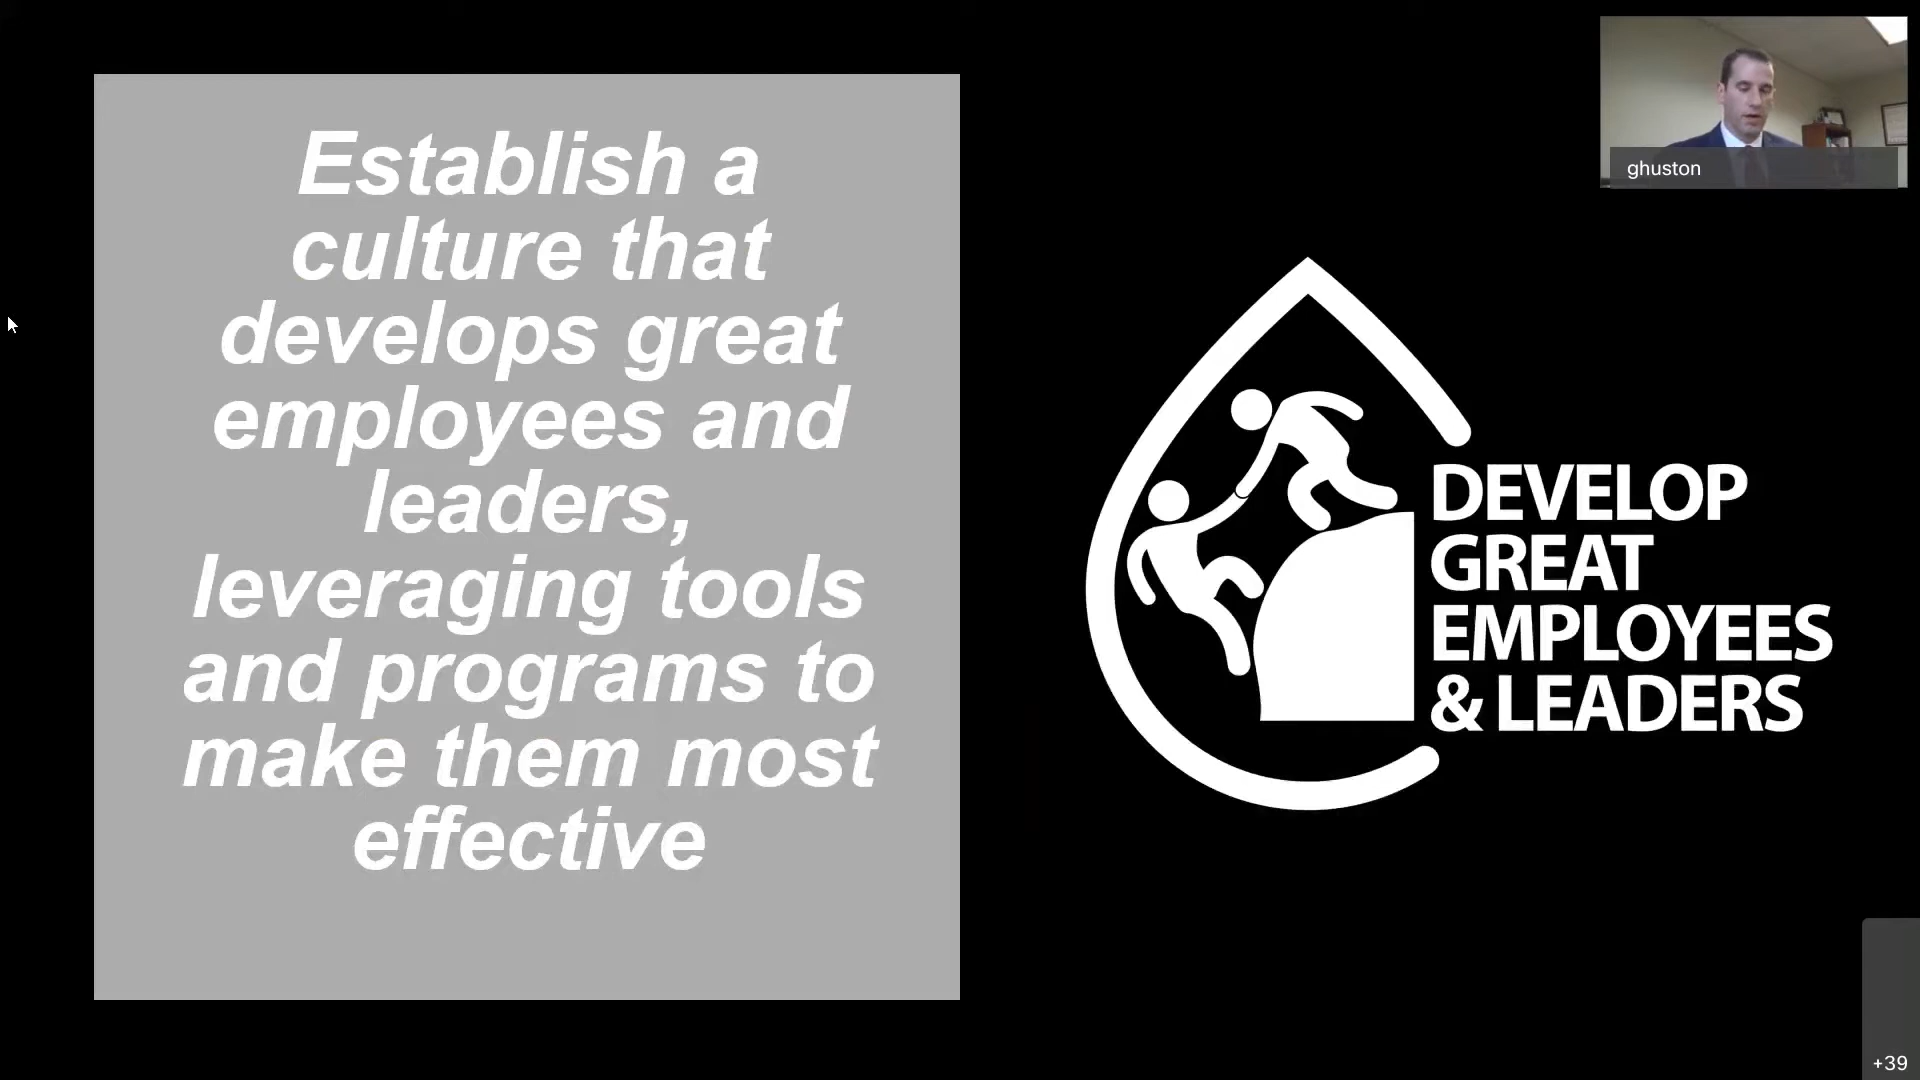 Establish a
culture that
develops great
employees and
leaders,
leveraging tools
and programs to
make them most
effective
ghuston
DEVELOP
GREAT
EMPLOYEES
& LEADERS
+39